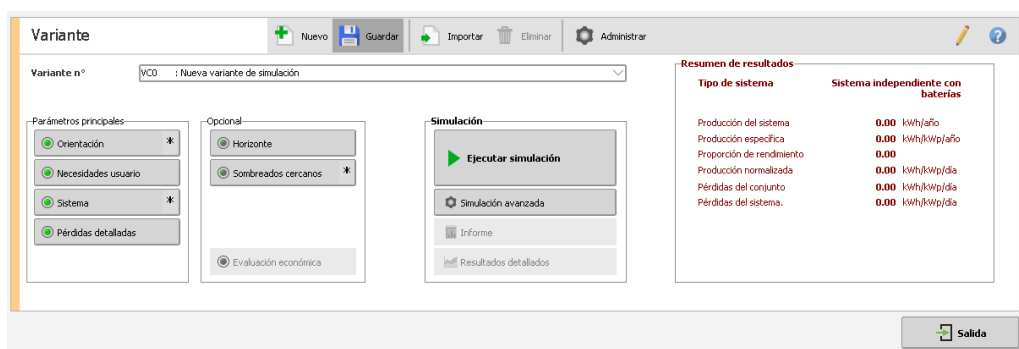 Variante
Nuevo
Guardar
Importar
Eliminar
Administrar
Variante n°
VC0 : Nueva variante de simulación
Parámetros principales
Orientación *
Necesidades usuario
Sistema *
Pérdidas detalladas
Opcional
Horizonte
Sombreados cercanos *
Evaluación económica
Simulación
Ejecutar simulación
Simulación avanzada
Informe
Resultados detallados
Resumen de resultados
Tipo de sistema Sistema independiente con
baterías
Producción del sistema 0.00 kWh/año
Producción específica 0.00 kWh/kWp/año
Proporción de rendimiento 0.00
Producción normalizada 0.00 kWh/kWp/día
Pérdidas del conjunto 0.00 kWh/kWp/día
Pérdidas del sistema. 0.00 kWh/kWp/día
Salida